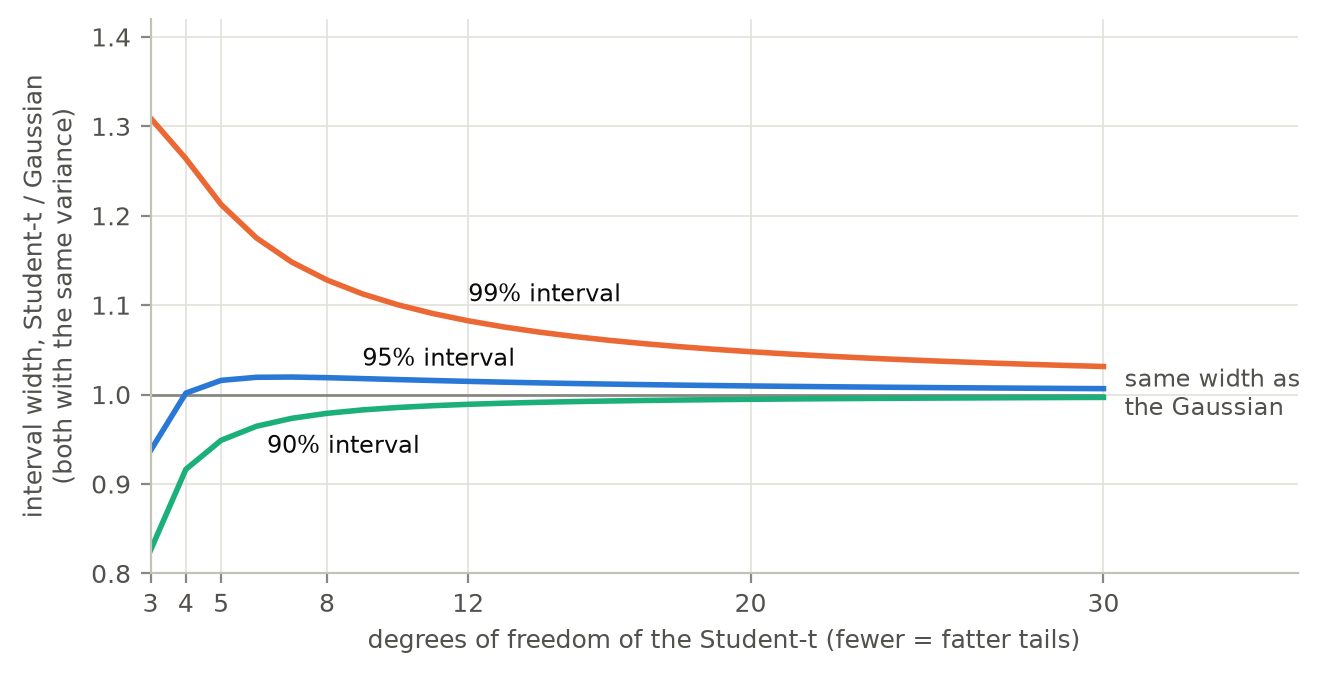 interval width, Student-t / Gaussian
(both with the same variance)
1.4
1.3
1.2
1.1
1.0
0.9
0.8
99% interval
95% interval
90% interval
same width as
the Gaussian
3 4 5 8 12 20 30
degrees of freedom of the Student-t (fewer = fatter tails)